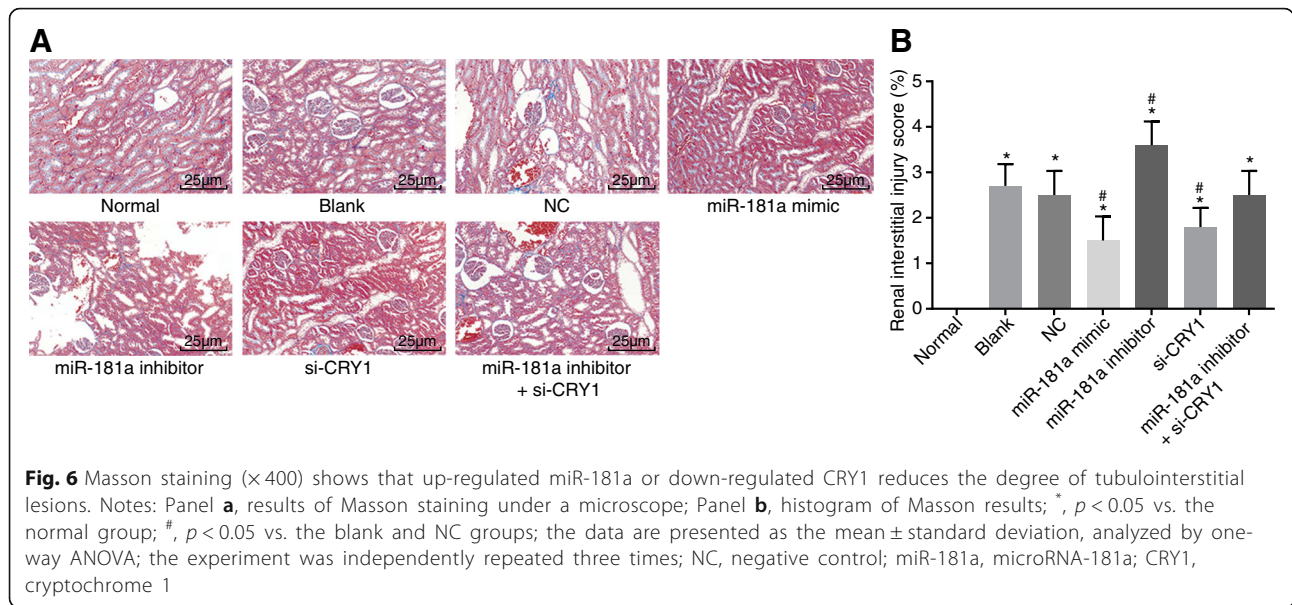 A
25μm
25μm
25μm
25μm
Normal
Blank
NC
miR-181a mimic
25μm
25μm
25μm
miR-181a inhibitor
si-CRY1
miR-181a inhibitor
+ si-CRY1
B
Renal interstitial injury score (%)
5
4
3
2
1
0
*
*
#
*
#
*
#
*
*
Normal
Blank
NC
miR-181a mimic
miR-181a inhibitor
si-CRY1
miR-181a inhibitor
+ si-CRY1
Fig. 6 Masson staining (× 400) shows that up-regulated miR-181a or down-regulated CRY1 reduces the degree of tubulointerstitial
lesions. Notes: Panel a, results of Masson staining under a microscope; Panel b, histogram of Masson results; *, p < 0.05 vs. the
normal group; #, p < 0.05 vs. the blank and NC groups; the data are presented as the mean ± standard deviation, analyzed by one-
way ANOVA; the experiment was independently repeated three times; NC, negative control; miR-181a, microRNA-181a; CRY1,
cryptochrome 1